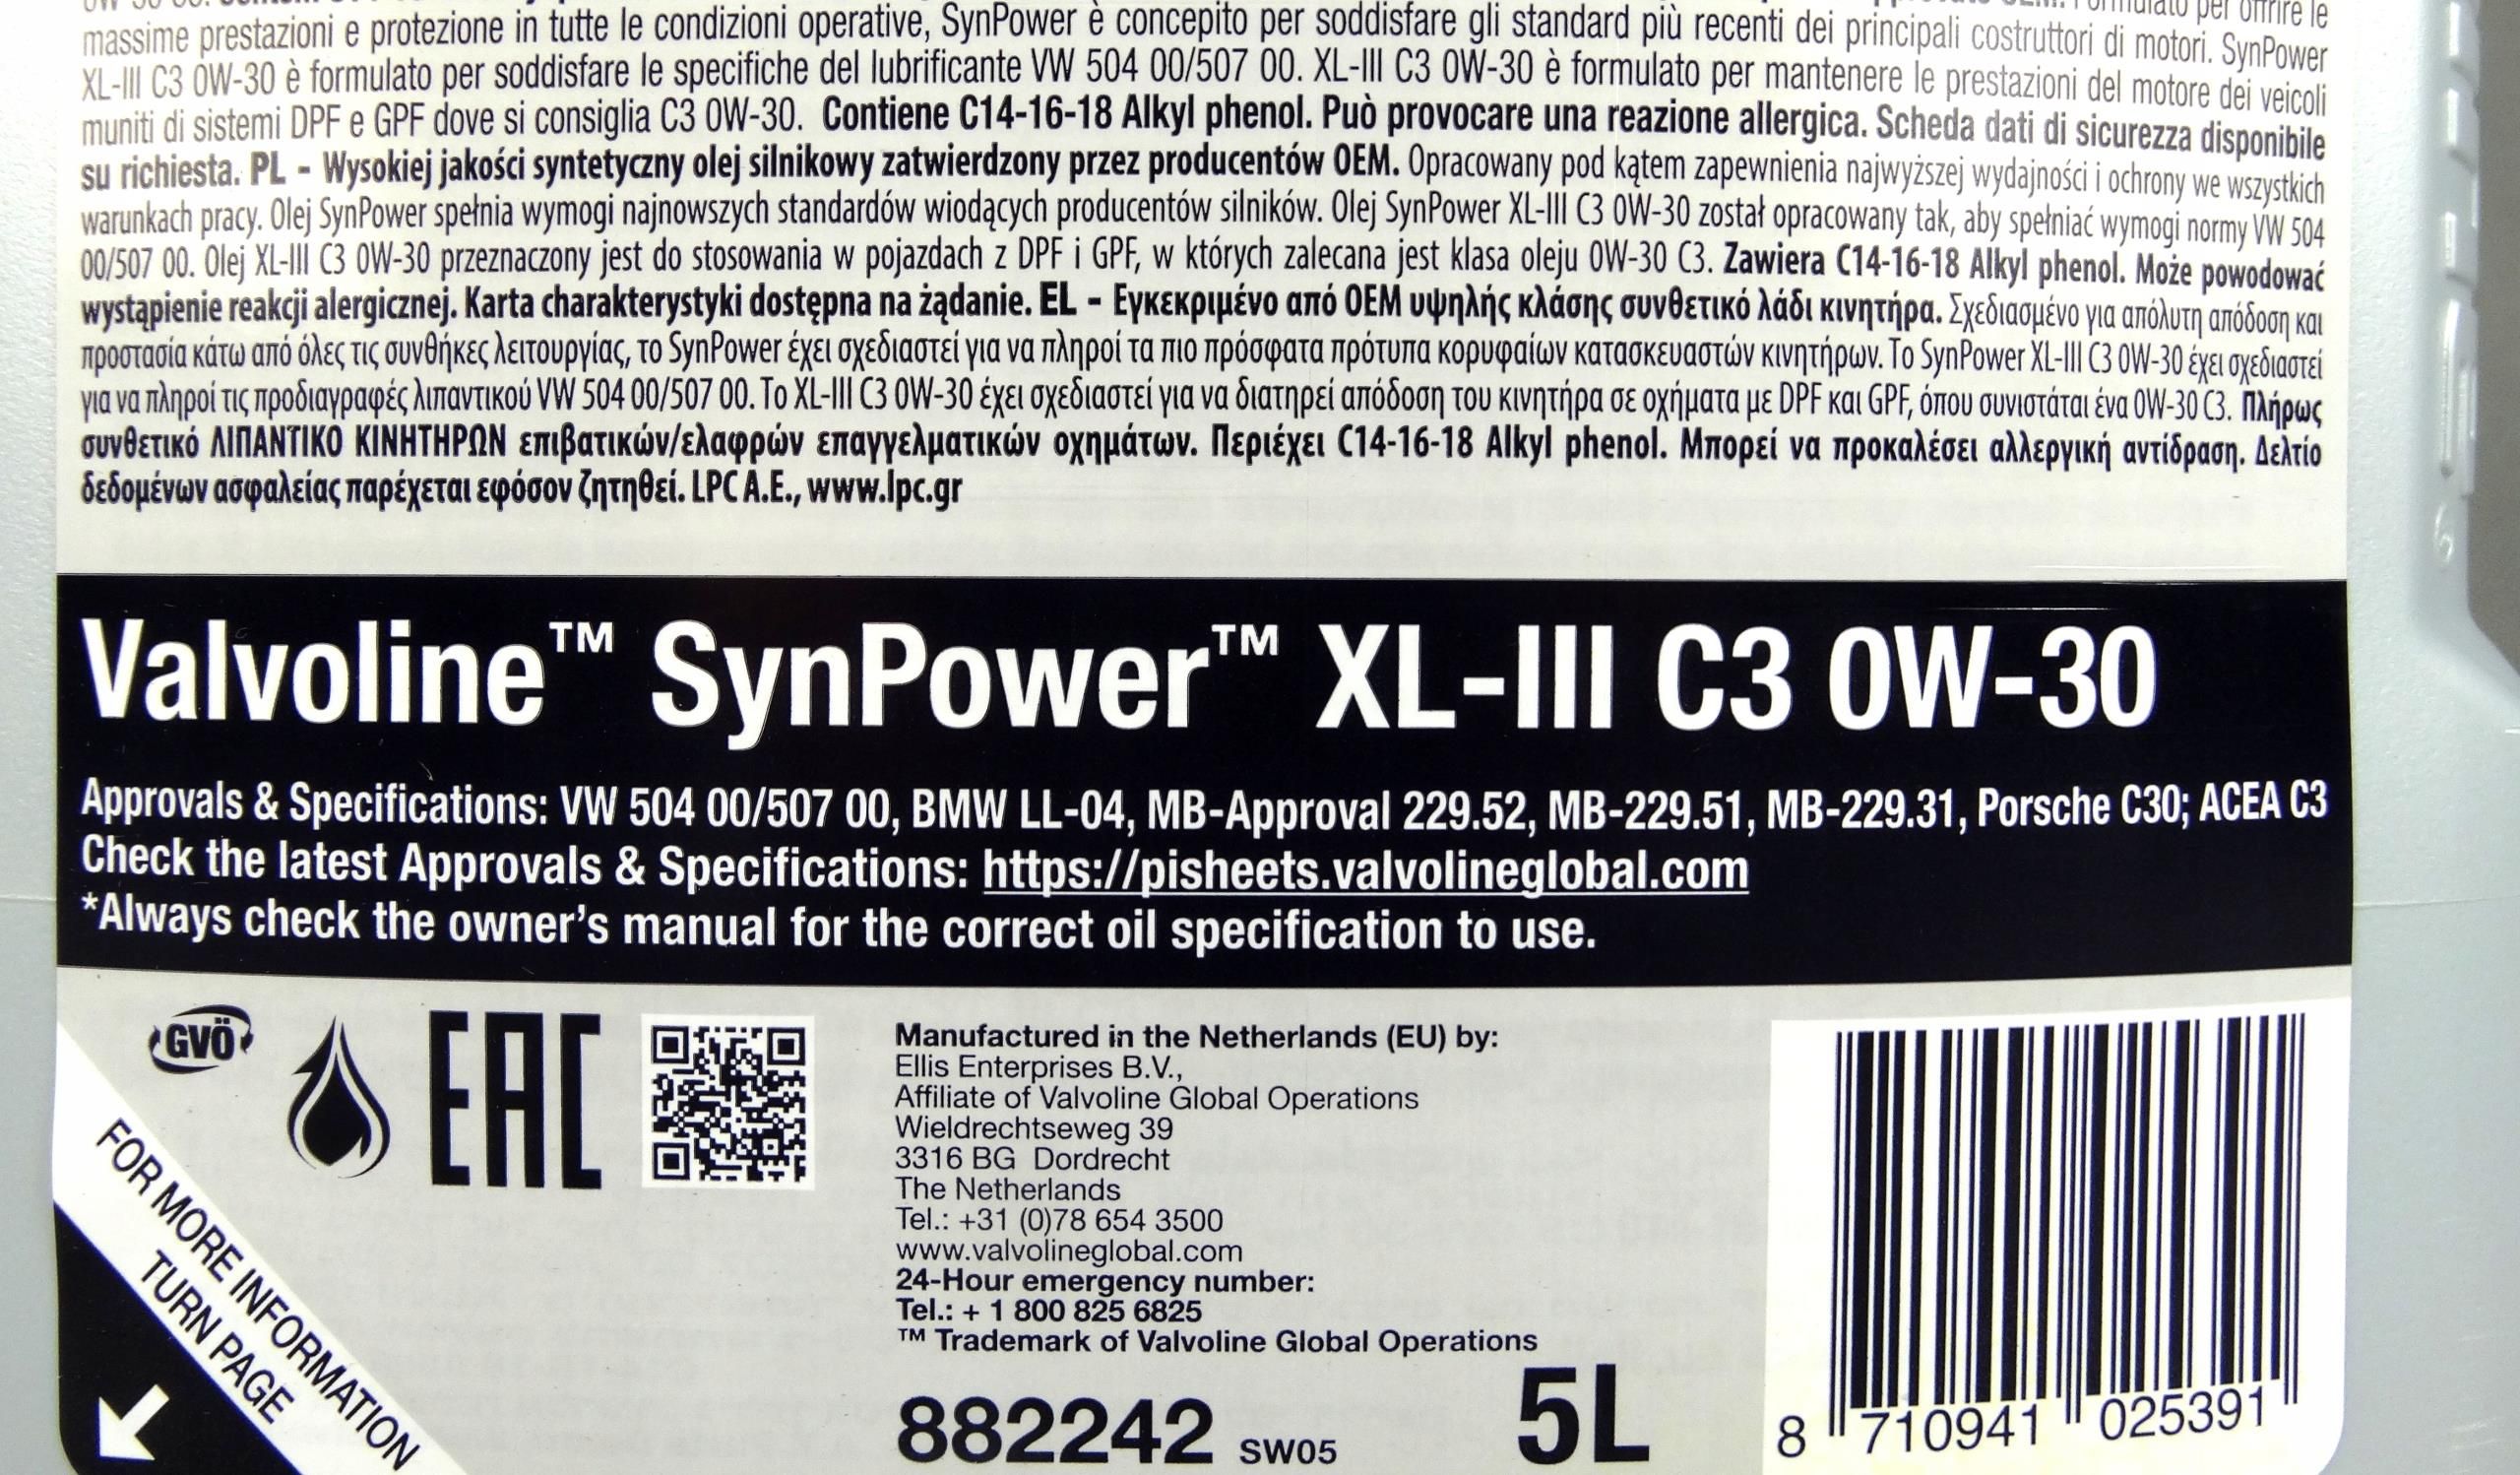 massime prestazioni e protezione in tutte le condizioni operative, SynPower è concepito per soddisfare gli standard più recenti dei principali costruttori di motori. SynPower
XL-III C3 0W-30 è formulato per soddisfare le specifiche del lubrificante VW 504 00/507 00. XL-III C3 0W-30 è formulato per mantenere le prestazioni del motore dei veicoli
muniti di sistemi DPF e GPF dove si consiglia C3 0W-30. Contiene C14-16-18 Alkyl phenol. Può provocare una reazione allergica. Scheda dati di sicurezza disponibile
su richiesta. PL - Wysokiej jakości syntetyczny olej silnikowy zatwierdzony przez producentów OEM. Opracowany pod kątem zapewnienia najwyższej wydajności i ochrony we wszystkich
warunkach pracy. Olej SynPower spełnia wymogi najnowszych standardów wiodących producentów silników. Olej SynPower XL-III C3 0W-30 został opracowany tak, aby spełniać wymogi normy VW 504
00/507 00. Olej XL-III C3 0W-30 przeznaczony jest do stosowania w pojazdach z DPF i GPF, w których zalecana jest klasa oleju 0W-30 C3. Zawiera C14-16-18 Alkyl phenol. Może powodować
wystąpienie reakcji alergicznej. Karta charakterystyki dostępna na żądanie. EL - Εγκεκριμένο από OEM υψηλής κλάσης συνθετικό λάδι κινητήρα. Σχεδιασμένο για απόλυτη απόδοση και
προστασία κάτω από όλες τις συνθήκες λειτουργίας, το SynPower έχει σχεδιαστεί για να πληροί τα πιο πρόσφατα πρότυπα κορυφαίων κατασκευαστών κινητήρων. Το SynPower XL-III C3 0W-30 έχει σχεδιαστεί
για να πληροί τις προδιαγραφές λιπαντικού VW 504 00/507 00. Το XL-III C3 0W-30 έχει σχεδιαστεί για να διατηρεί απόδοση του κινητήρα σε οχήματα με DPF και GPF, όπου συνιστάται ένα 0W-30 C3. Πλήρως
συνθετικό ΛΙΠΑΝΤΙΚΟ ΚΙΝΗΤΗΡΩΝ επιβατικών/ελαφρών επαγγελματικών οχημάτων. Περιέχει C14-16-18 Alkyl phenol. Μπορεί να προκαλέσει αλλεργική αντίδραση. Δελτίο
δεδομένων ασφαλείας παρέχεται εφόσον ζητηθεί. LPC A.E., www.lpc.gr
Valvoline™ SynPower™ XL-III C3 0W-30
Approvals & Specifications: VW 504 00/507 00, BMW LL-04, MB-Approval 229.52, MB-229.51, MB-229.31, Porsche C30; ACEA C3
Check the latest Approvals & Specifications: https://pisheets.valvolineglobal.com
*Always check the owner's manual for the correct oil specification to use.
GVÖ
EAC
FOR MORE INFORMATION
TURN PAGE
Manufactured in the Netherlands (EU) by:
Ellis Enterprises B.V.,
Affiliate of Valvoline Global Operations
Wieldrechtseweg 39
3316 BG Dordrecht
The Netherlands
Tel.: +31 (0)78 654 3500
www.valvolineglobal.com
24-Hour emergency number:
Tel.: + 1 800 825 6825
™ Trademark of Valvoline Global Operations
882242 SW05
5L
8 710941 025391